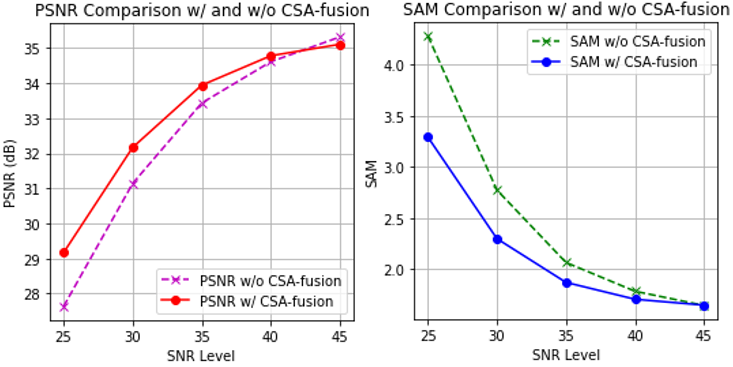 PSNR Comparison w/ and w/o CSA-fusion
35
34
33
32
31
30
29
28
PSNR (dB)
25 30 35 40 45
SNR Level
PSNR w/o CSA-fusion
PSNR w/ CSA-fusion
SAM Comparison w/ and w/o CSA-fusion
4.0
3.5
3.0
2.5
2.0
SAM
25 30 35 40 45
SNR Level
SAM w/o CSA-fusion
SAM w/ CSA-fusion